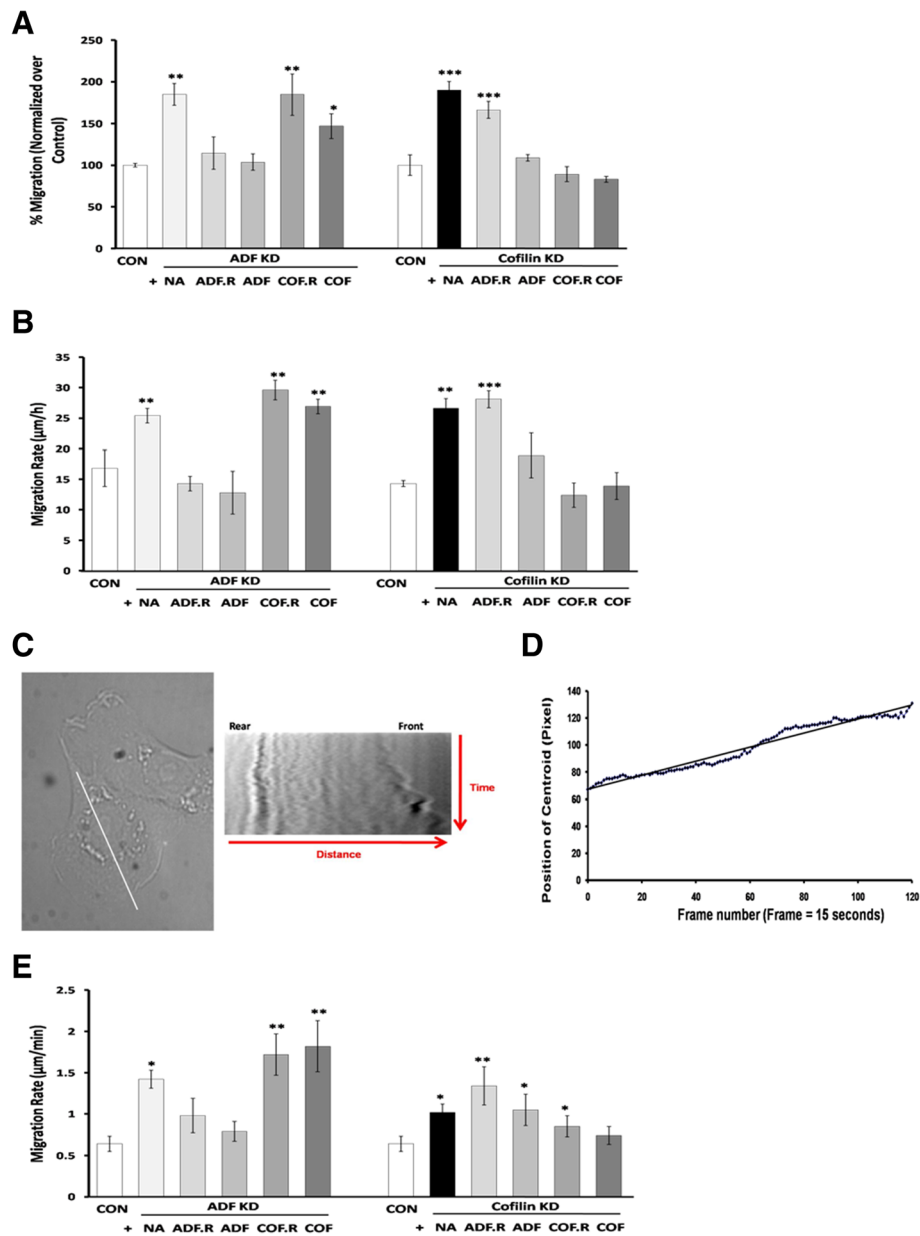 A
% Migration (Normalized over
Control)
250
200
150
100
50
0
** ** * *** ***
CON ADF KD CON Cofilin KD
+ NA ADF.R ADF COF.R COF + NA ADF.R ADF COF.R COF
B
Migration Rate (µm/h)
35
30
25
20
15
10
5
0
** ** ** ** ***
CON ADF KD CON Cofilin KD
+ NA ADF.R ADF COF.R COF + NA ADF.R ADF COF.R COF
C
Rear Front
Time
Distance
D
Position of Centroid (Pixel)
140
120
100
80
60
40
20
0
0 20 40 60 80 100 120
Frame number (Frame = 15 seconds)
E
Migration Rate (µm/min)
2.5
2
1.5
1
0.5
0
* ** ** * ** * *
CON ADF KD CON Cofilin KD
+ NA ADF.R ADF COF.R COF + NA ADF.R ADF COF.R COF